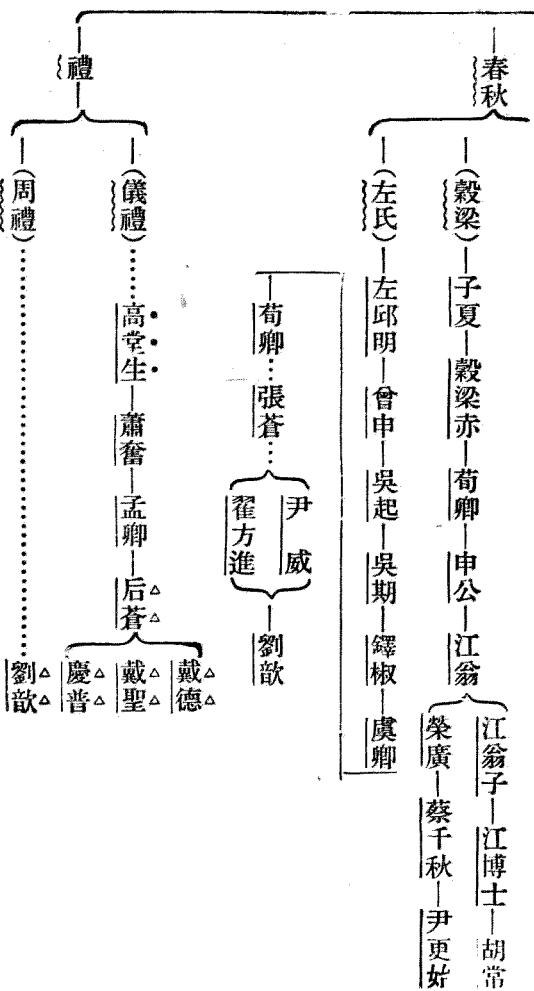 春秋
(穀梁)—子夏—穀梁赤—荀卿—申公—江翁
江翁子—江博士—胡常
榮廣—蔡千秋—尹更始
(左氏)—左邱明—曾申—吳起—吳期—鐸椒—虞卿
荀卿……張蒼……
尹威
翟方進
劉歆
禮
(儀禮)……高堂生—蕭奮—孟卿—后蒼
戴德
戴聖
慶普
(周禮)……劉歆